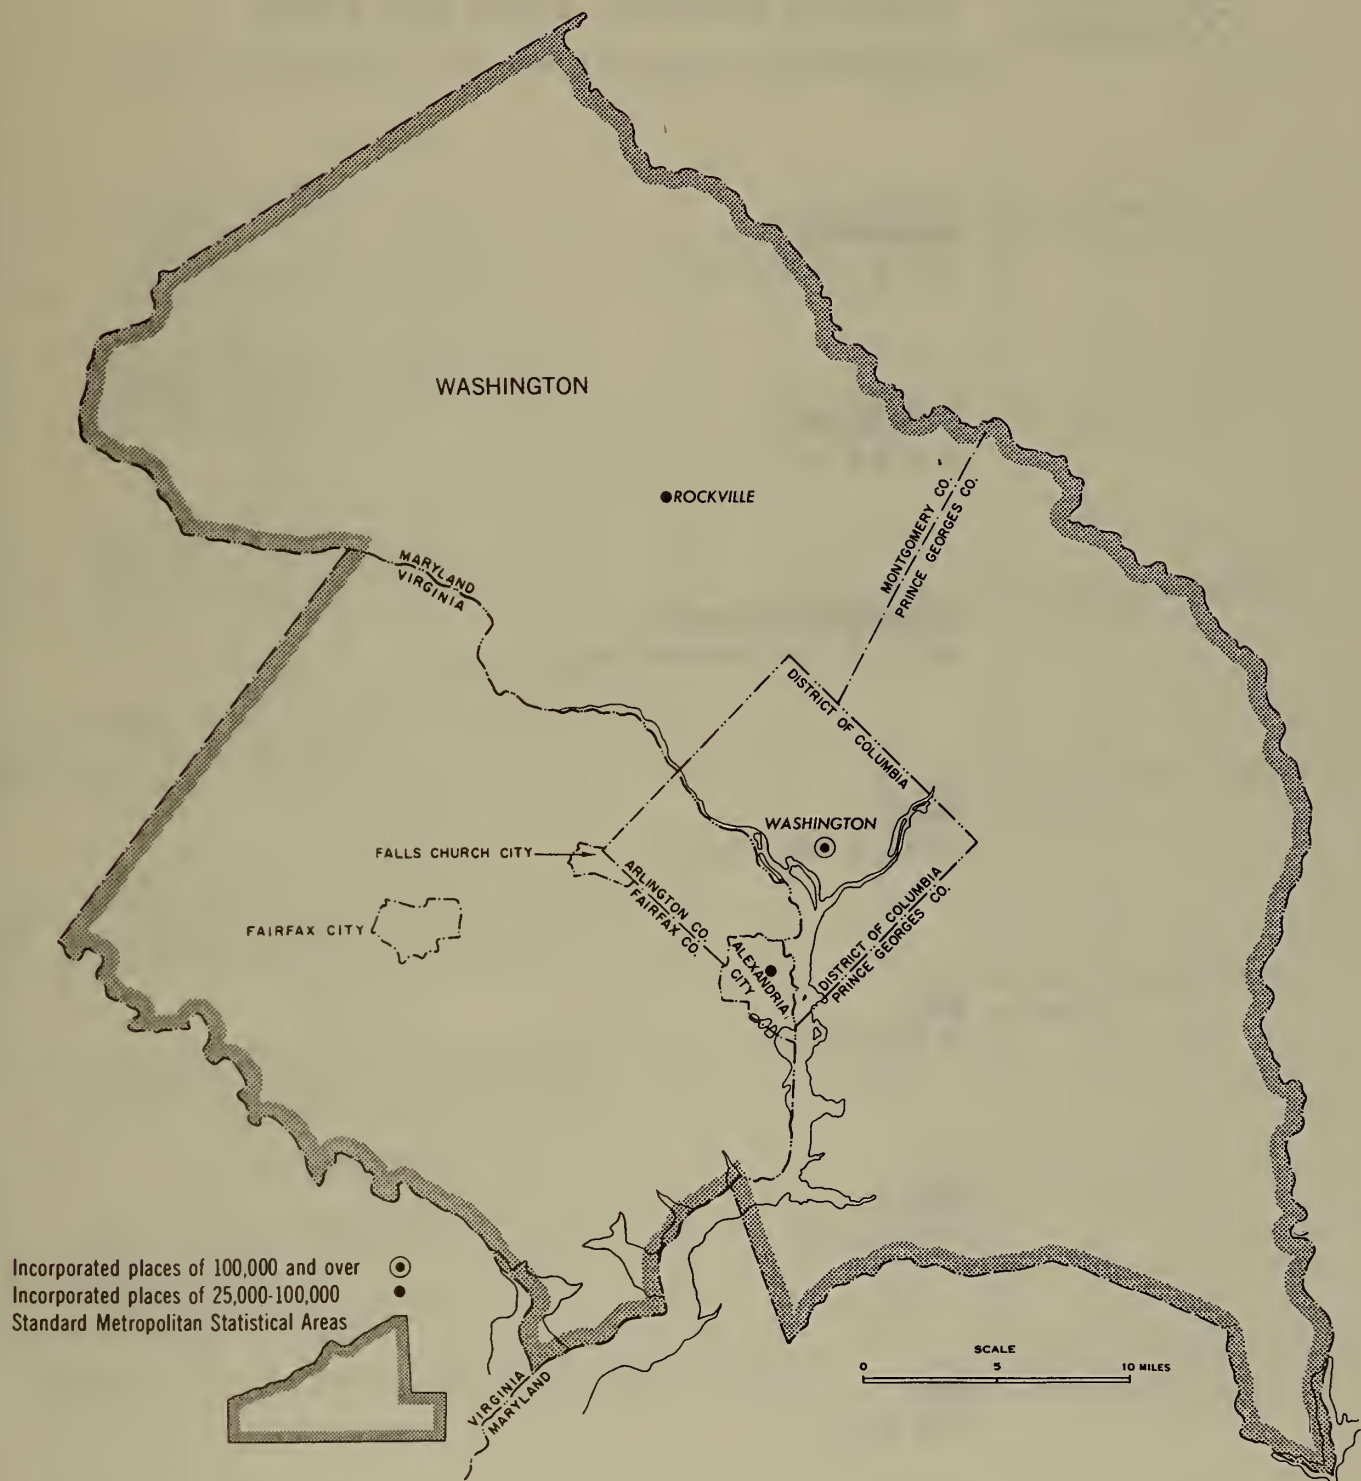 WASHINGTON
ROCKVILLE
MONTGOMERY CO.
PRINCE GEORGES CO.
MARYLAND
VIRGINIA
DISTRICT OF COLUMBIA
WASHINGTON
FALLS CHURCH CITY
ARLINGTON CO.
FAIRFAX CO.
FAIRFAX CITY
ALEXANDRIA
CITY
DISTRICT OF COLUMBIA
PRINCE GEORGES CO.
Incorporated places of 100,000 and over
Incorporated places of 25,000-100,000
Standard Metropolitan Statistical Areas
SCALE
0 5 10 MILES
VIRGINIA
MARYLAND